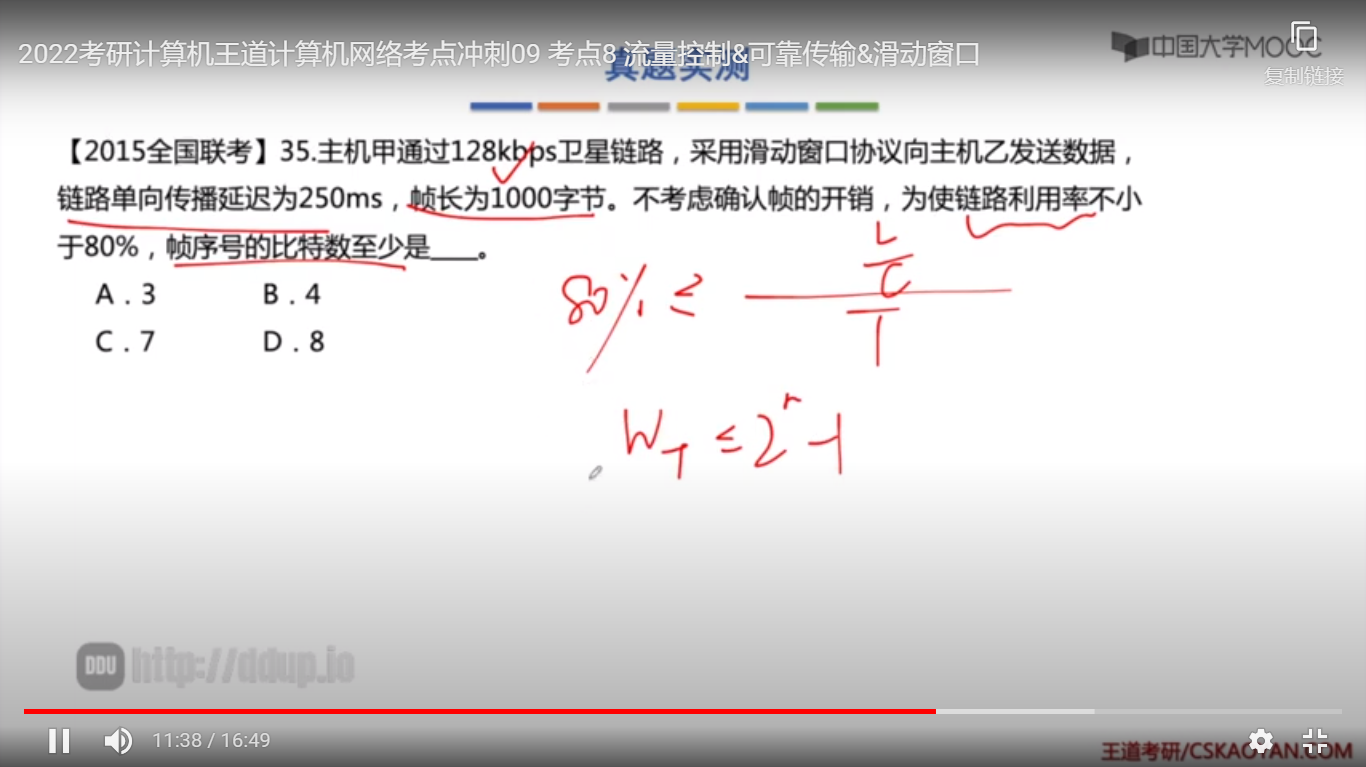 2022考研计算机王道计算机网络考点冲刺09 考点8 流量控制&可靠传输&滑动窗口
真题实测
中国大学MOOC
复制链接
【2015全国联考】35.主机甲通过128kbps卫星链路，采用滑动窗口协议向主机乙发送数据，
链路单向传播延迟为250ms，帧长为1000字节。不考虑确认帧的开销，为使链路利用率不小
于80%，帧序号的比特数至少是____。
A．3 B．4
C．7 D．8
80% ≤
L
C
T
W_T ≤ 2^n - 1
DDU http://ddup.io
11:38 / 16:49
王道考研/CSKAOYAN.COM